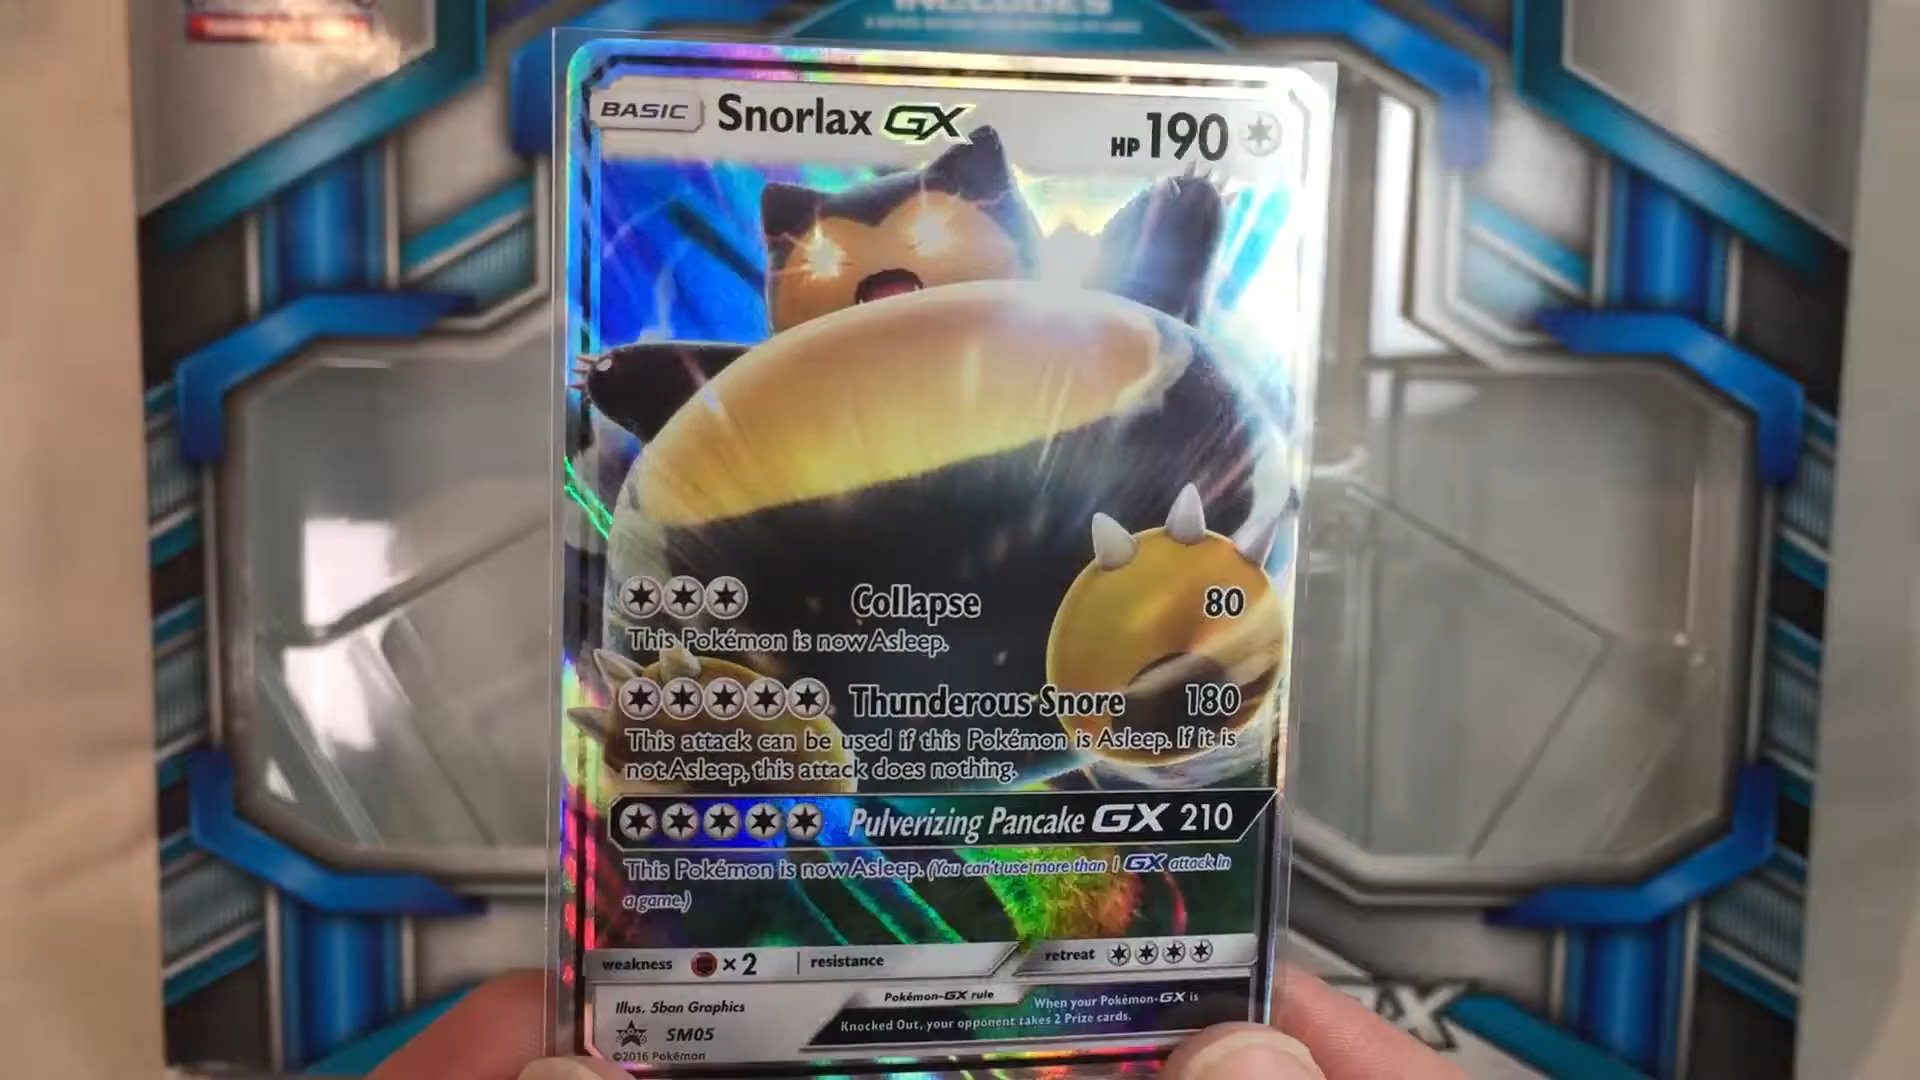 INCLUDES
BASIC Snorlax GX HP 190
Collapse 80
This Pokémon is now Asleep.
Thunderous Snore 180
This attack can be used if this Pokémon is Asleep. If it is
not Asleep, this attack does nothing.
Pulverizing Pancake GX 210
This Pokémon is now Asleep. (You can't use more than 1 GX attack in
a game.)
weakness ×2 resistance retreat
Illus. 5ban Graphics
Pokémon-GX rule
When your Pokémon-GX is
Knocked Out, your opponent takes 2 Prize cards.
SM05
©2016 Pokémon